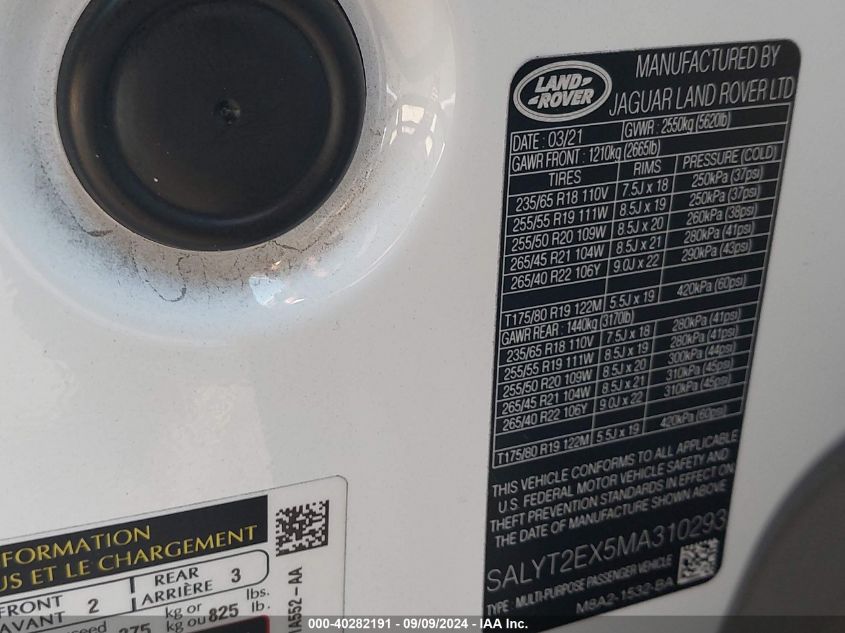 LAND
ROVER
MANUFACTURED BY
JAGUAR LAND ROVER LTD
DATE : 03/21 GVWR : 2550kg (5620lb)
GAWR FRONT : 1210kg (2665lb)
TIRES RIMS PRESSURE (COLD)
235/65 R18 110V 7.5J x 18 250kPa (37psi)
255/55 R19 111W 8.5J x 19 250kPa (37psi)
255/50 R20 109W 8.5J x 20 260kPa (38psi)
265/45 R21 104W 8.5J x 21 280kPa (41psi)
265/40 R22 106Y 9.0J x 22 290kPa (43psi)
T175/80 R19 122M 5.5J x 19 420kPa (60psi)
GAWR REAR : 1440kg (3170lb)
235/65 R18 110V 7.5J x 18 280kPa (41psi)
255/55 R19 111W 8.5J x 19 280kPa (41psi)
255/50 R20 109W 8.5J x 20 300kPa (44psi)
265/45 R21 104W 8.5J x 21 310kPa (45psi)
265/40 R22 106Y 9.0J x 22 310kPa (45psi)
T175/80 R19 122M 5.5J x 19 420kPa (60psi)
THIS VEHICLE CONFORMS TO ALL APPLICABLE
U.S. FEDERAL MOTOR VEHICLE SAFETY AND
THEFT PREVENTION STANDARDS IN EFFECT ON
THE DATE OF MANUFACTURE SHOWN ABOVE
SALYT2EX5MA310293
TYPE : MULTI-PURPOSE PASSENGER VEHICLE
M9A2-1532-BA
FORMATION
US ET LE CHARGEMENT
FRONT
AVANT 2 REAR
ARRIÈRE 3
kg or
kg ou 825 lbs.
lb.
000-40282191 - 09/09/2024 - IAAI Inc.